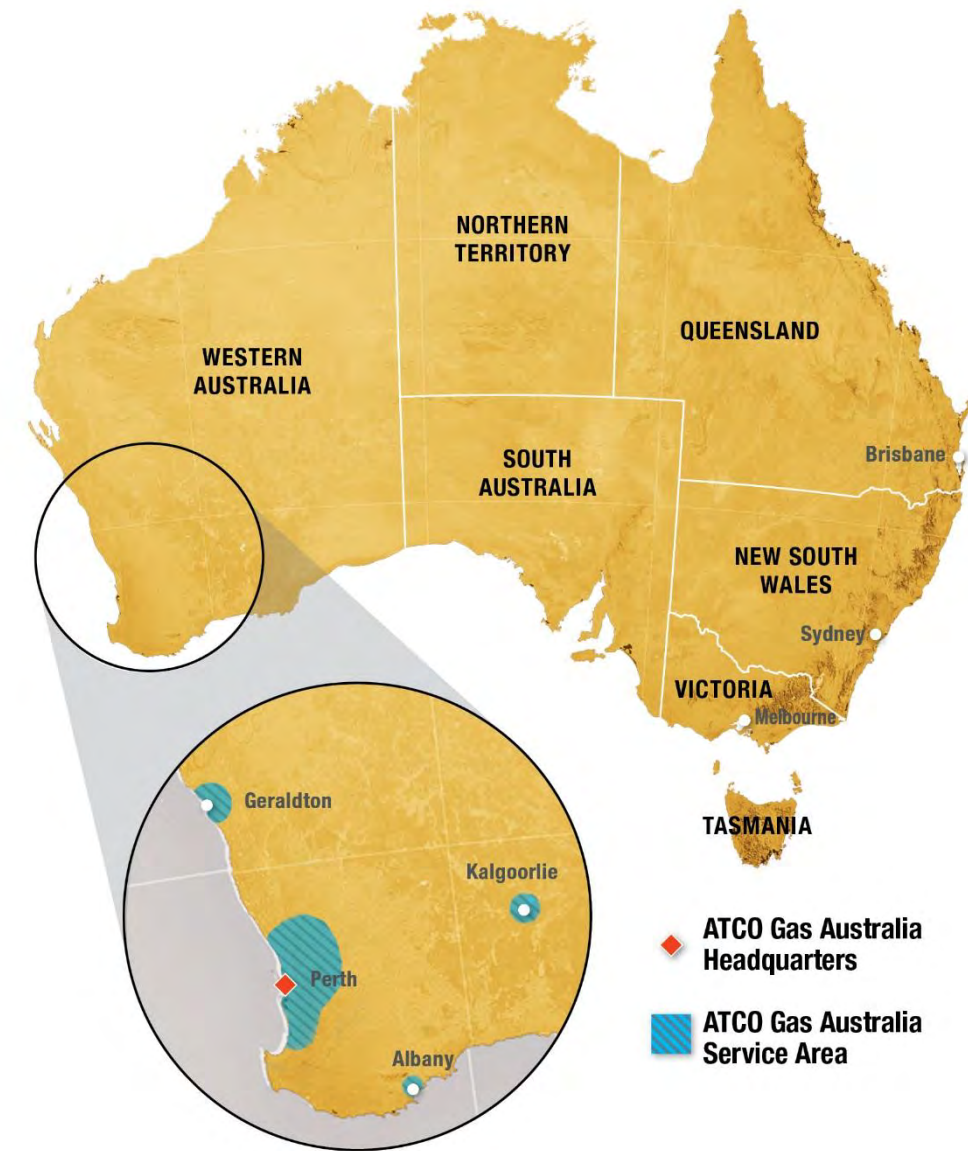 NORTHERN
TERRITORY
QUEENSLAND
WESTERN
AUSTRALIA
SOUTH
AUSTRALIA
Brisbane
NEW SOUTH
WALES
Sydney
VICTORIA
Melbourne
TASMANIA
Geraldton
Kalgoorlie
Perth
Albany
ATCO Gas Australia
Headquarters
ATCO Gas Australia
Service Area